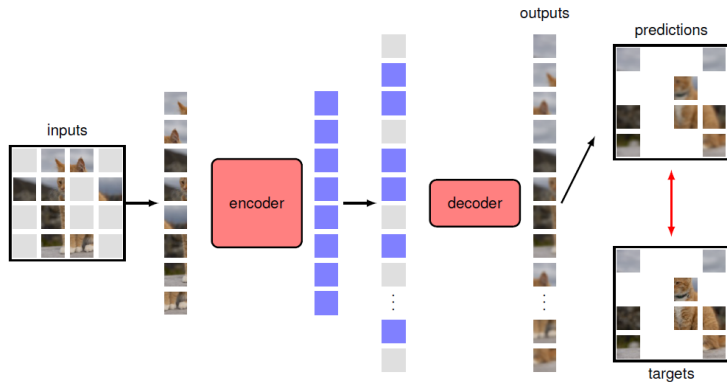 outputs
predictions
inputs
encoder
decoder
targets